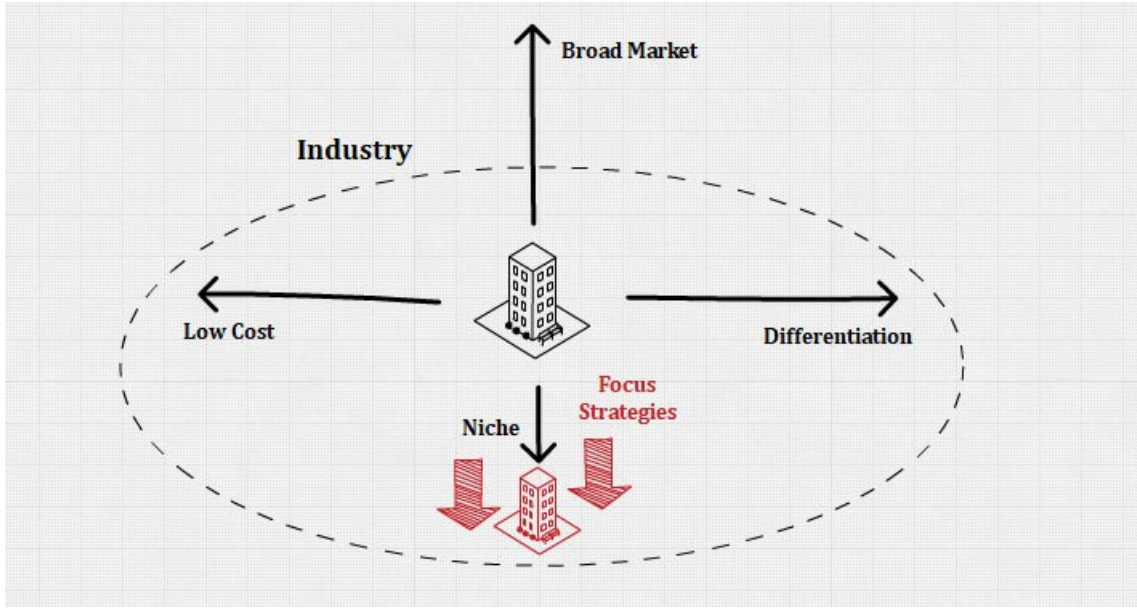 Broad Market
Industry
Low Cost
Differentiation
Focus
Strategies
Niche